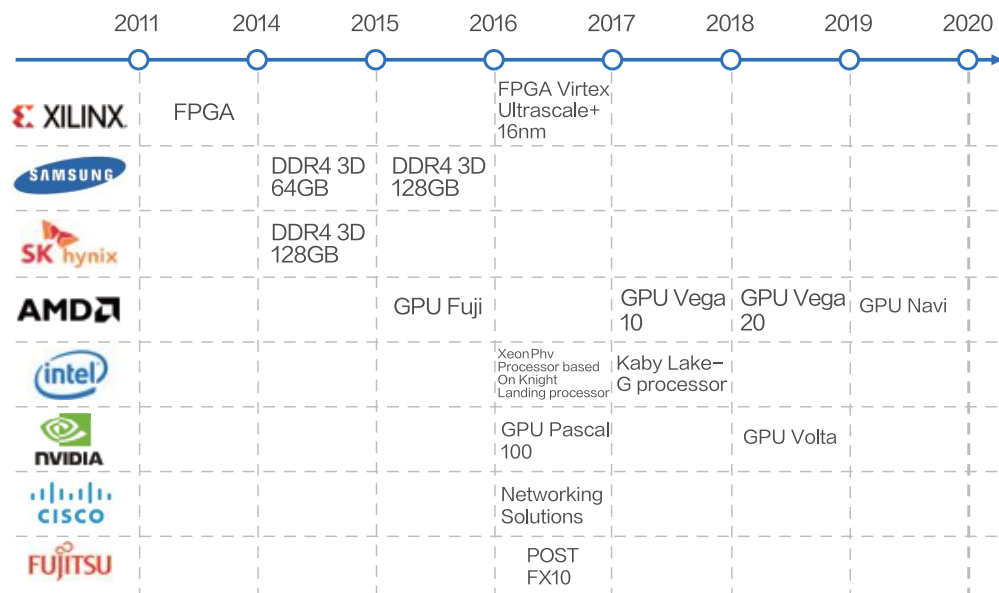 2011 2014 2015 2016 2017 2018 2019 2020
XILINX
FPGA
FPGA Virtex
Ultrascale+
16nm
SAMSUNG
DDR4 3D
64GB
DDR4 3D
128GB
SK hynix
DDR4 3D
128GB
AMD
GPU Fuji
GPU Vega
10
GPU Vega
20
GPU Navi
intel
XeonPhv
Processor based
On Knight
Landing processor
Kaby Lake–
G processor
NVIDIA
GPU Pascal
100
GPU Volta
CISCO
Networking
Solutions
FUJITSU
POST
FX10